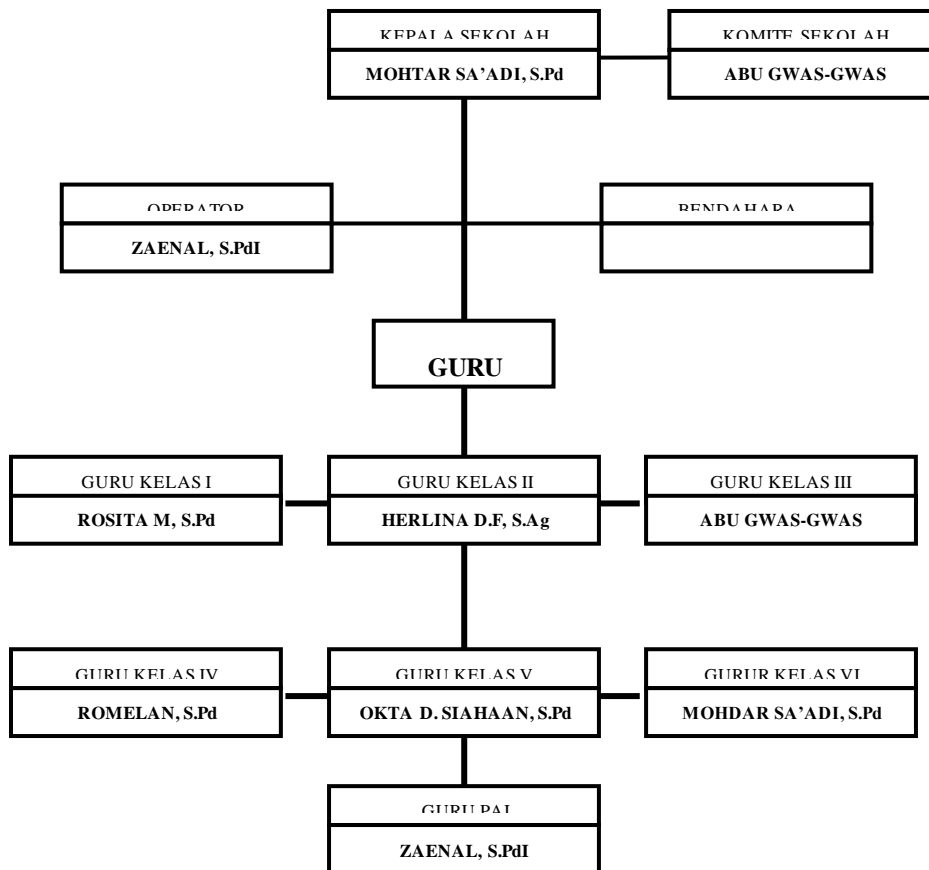 KEPALA SEKOLAH
MOHTAR SA’ADI, S.Pd
KOMITE SEKOLAH
ABU GWAS-GWAS
OPERATOR
ZAENAL, S.PdI
BENDAHARA
GURU
GURU KELAS I
ROSITA M, S.Pd
GURU KELAS II
HERLINA D.F, S.Ag
GURU KELAS III
ABU GWAS-GWAS
GURU KELAS IV
ROMELAN, S.Pd
GURU KELAS V
OKTA D. SIAHAAN, S.Pd
GURUR KELAS VI
MOHDAR SA’ADI, S.Pd
GURU PAI
ZAENAL, S.PdI